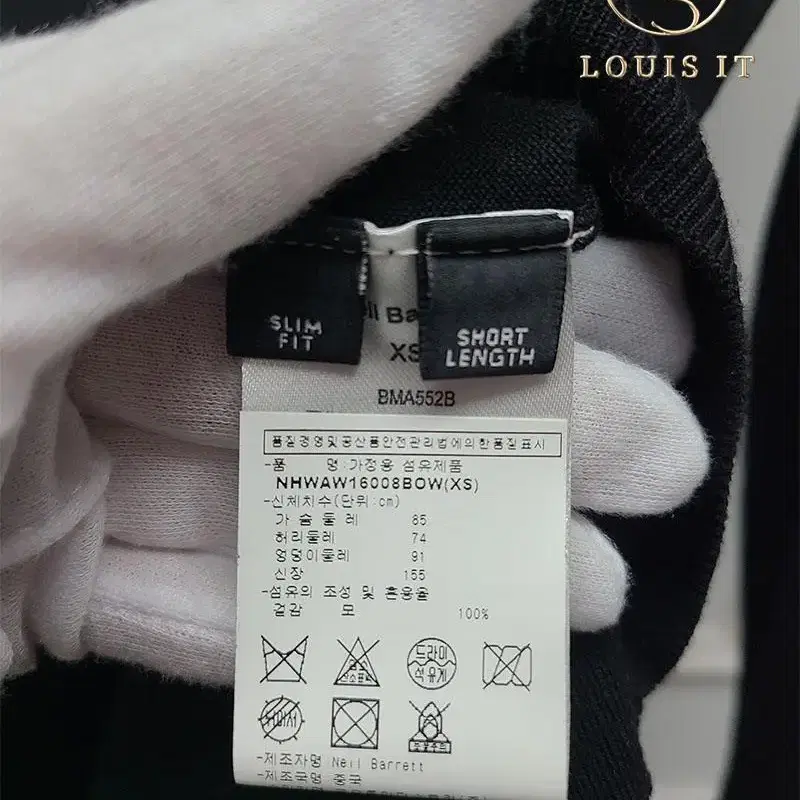 LOUIS IT
SLIM
FIT
SHORT
LENGTH
XS
BMA552B
품질경영및공산품안전관리법에의한품질표시
-품 명:가정용 섬유제품
NHWAW16008BOW(XS)
-신체치수(단위:cm)
가 슴 둘 레 85
허리둘레 74
엉덩이둘레 91
신장 155
-섬유의 조성 및 혼용율
겉감 모 100%
드라이
석유계
-제조자명 Neil Barrett
-제조국명 중국